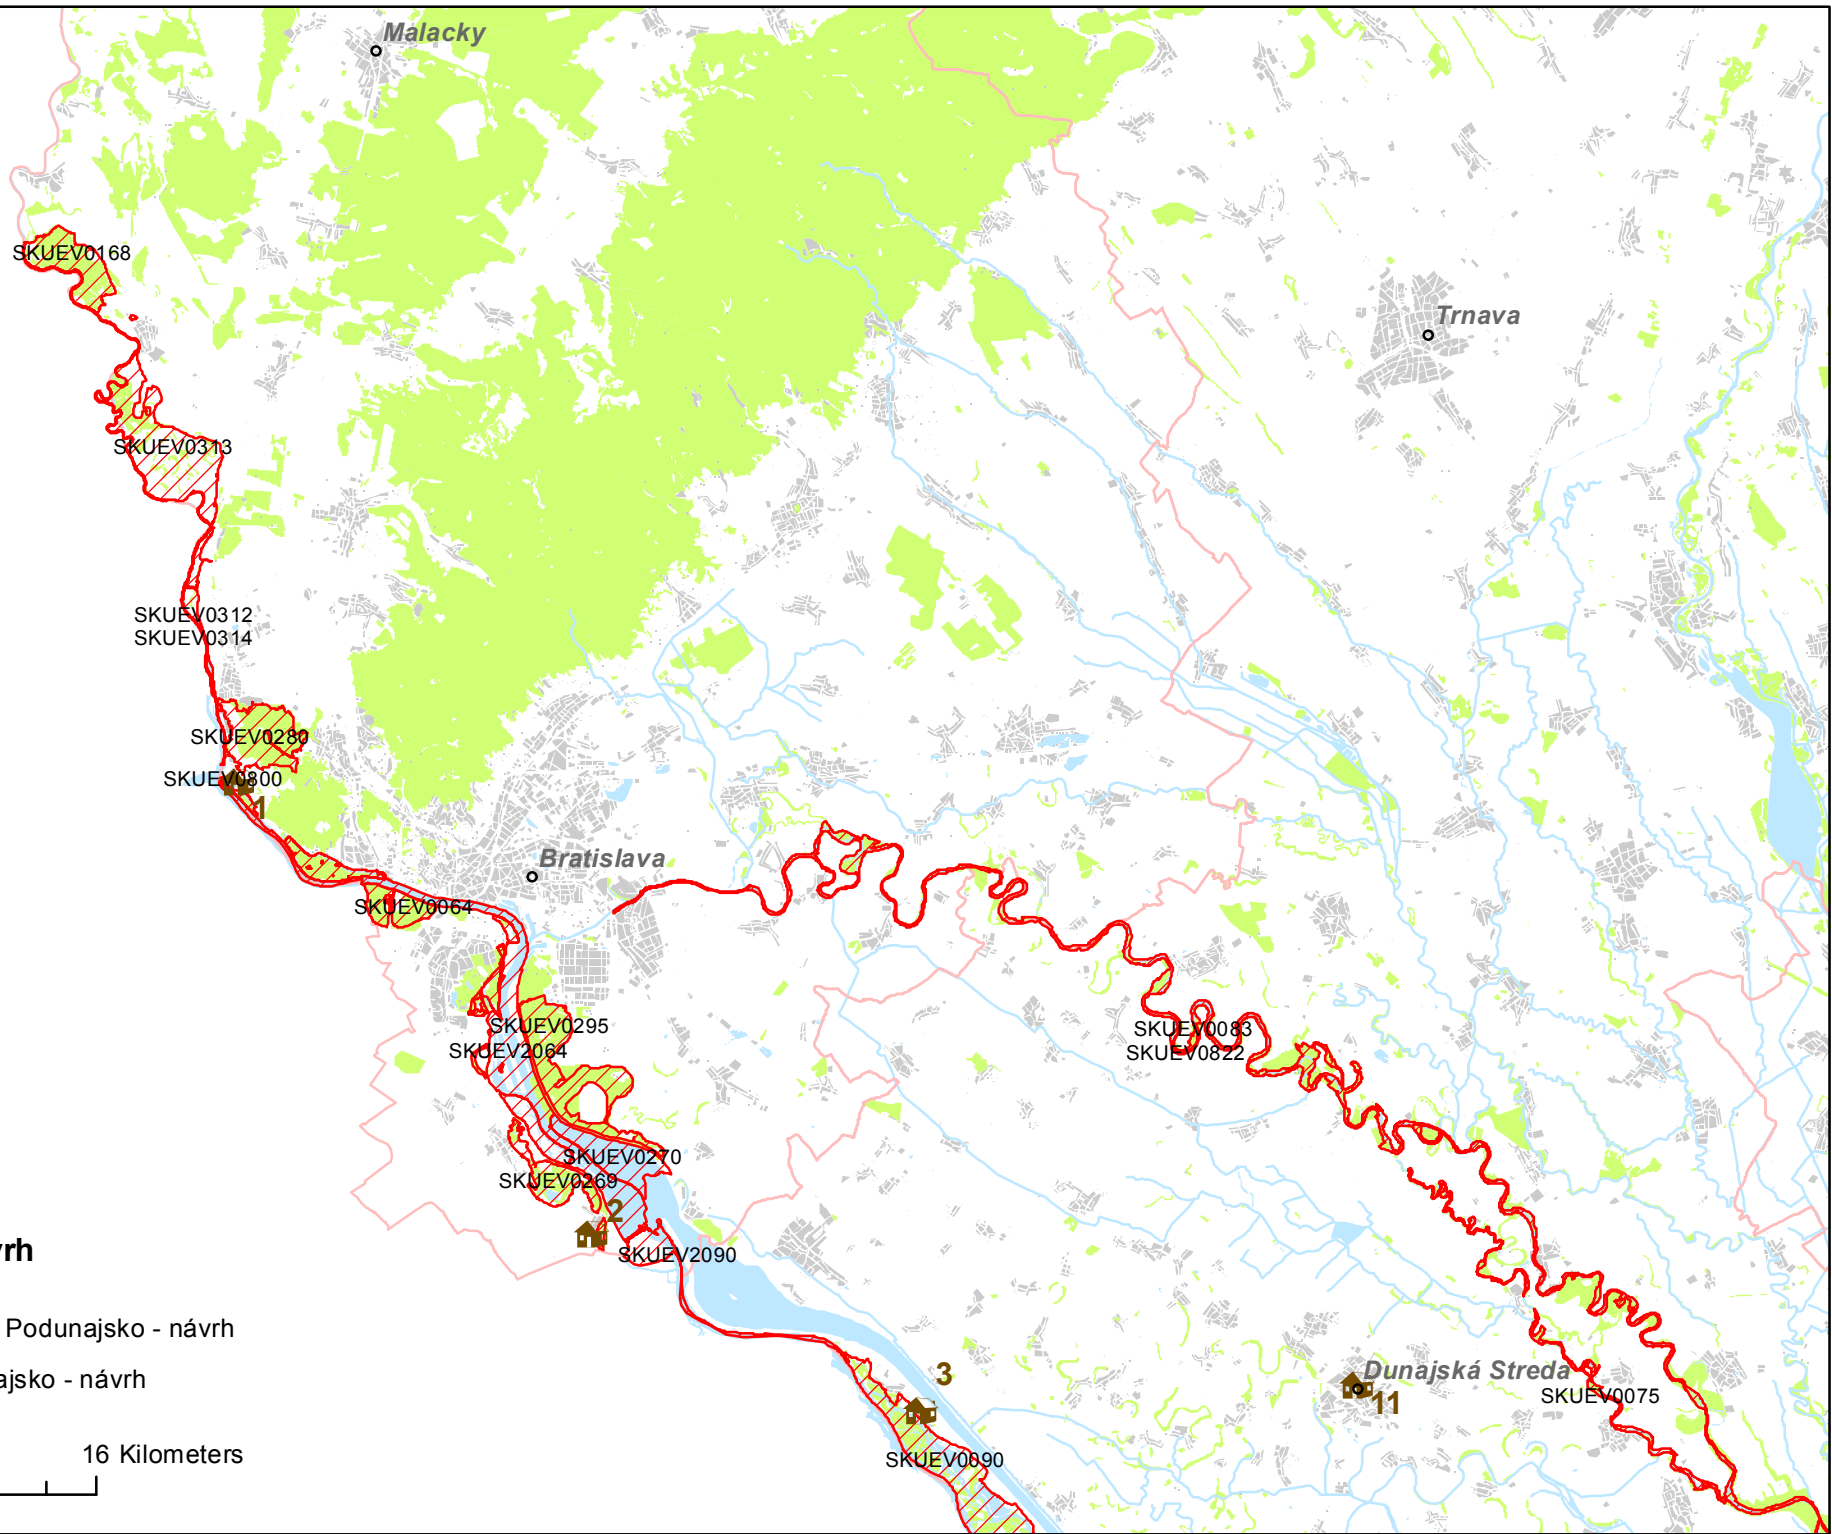 Malacky
SKUEV0168
Trnava
SKUEV0313
SKUEV0312
SKUEV0314
SKUEV0280
SKUEV0800
1
Bratislava
SKUEV0064
SKUEV0295
SKUEV2064
SKUEV0083
SKUEV0822
SKUEV0270
SKUEV0269
2
SKUEV2090
rh
Podunajsko - návrh
ajsko - návrh
3
Dunajská Streda
11
SKUEV0075
16 Kilometers
SKUEV0090